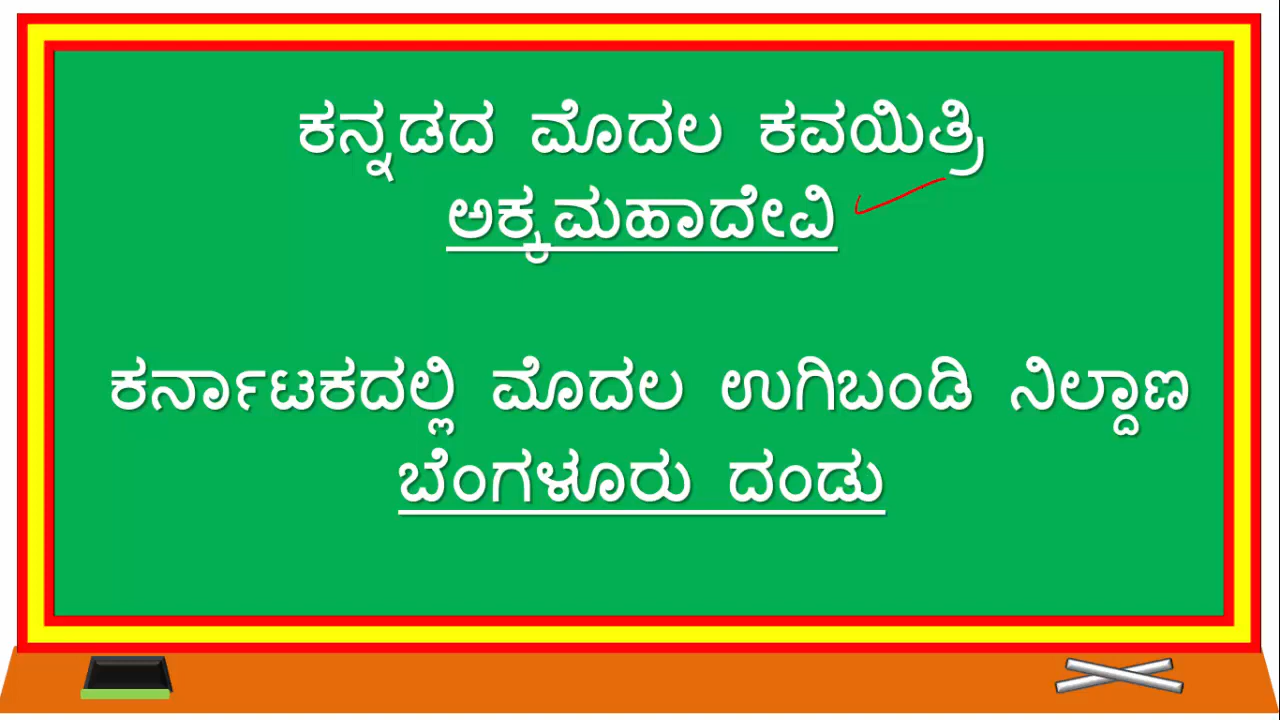 ಕನ್ನಡದ ಮೊದಲ ಕವಯಿತ್ರಿ
ಅಕ್ಕಮಹಾದೇವಿ
ಕರ್ನಾಟಕದಲ್ಲಿ ಮೊದಲ ಉಗಿಬಂಡಿ ನಿಲ್ದಾಣ
ಬೆಂಗಳೂರು ದಂಡು